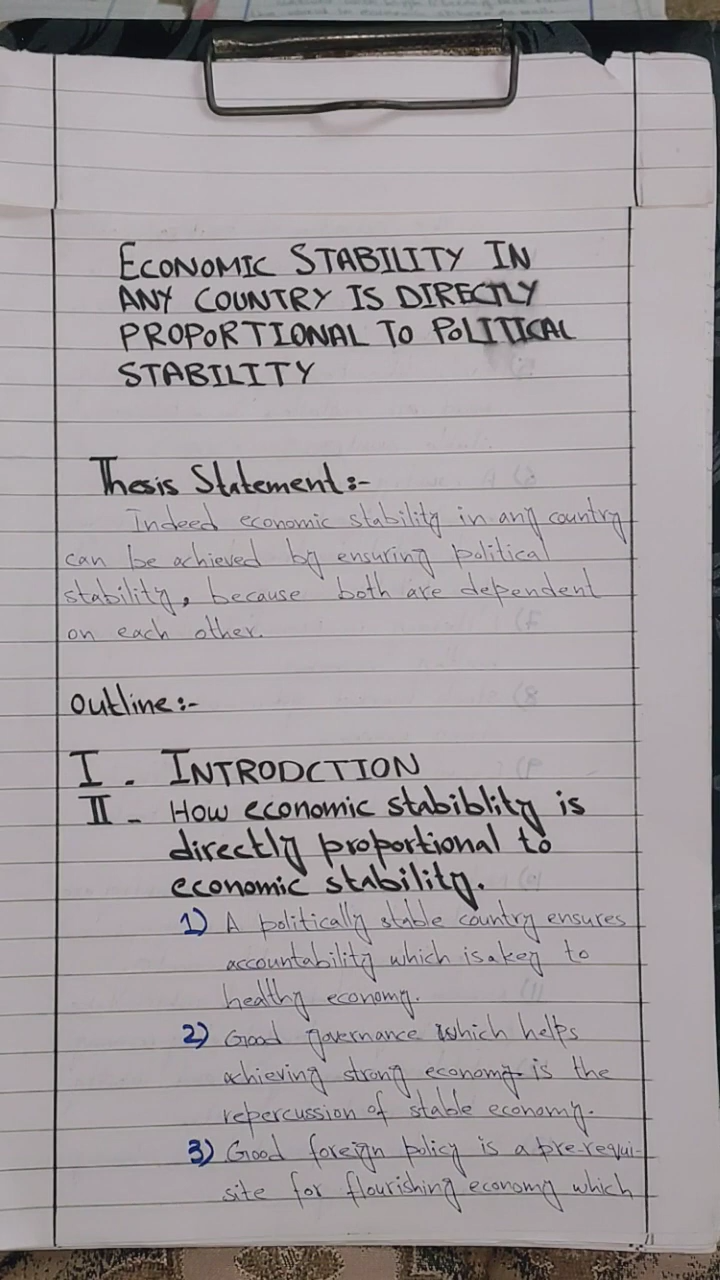 ECONOMIC STABILITY IN
ANY COUNTRY IS DIRECTLY
PROPORTIONAL TO POLITICAL
STABILITY
Thesis Statement:-
Indeed economic stability in any country
can be achieved by ensuring political
stability, because both are dependent
on each other.
outline:-
I. INTRODCTION
II- How economic stabiblity is
directly proportional to
economic stability.
1) A politically stable country ensures
accountability which is a key to
healthy economy.
2) Good governance which helps
achieving strong economy is the
repercussion of stable economy.
3) Good foreign policy is a pre-requi-
site for flourishing economy which